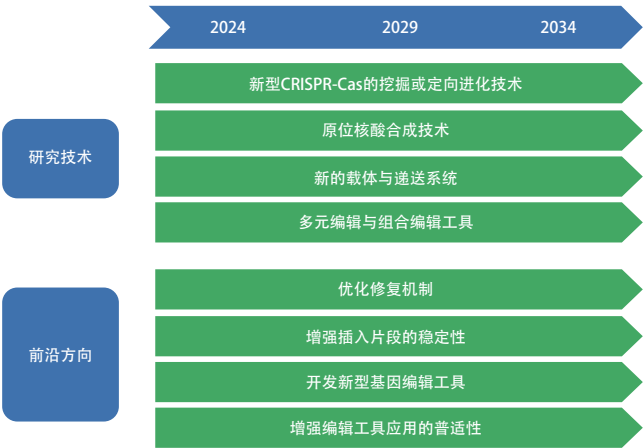 2024 2029 2034
新型CRISPR-Cas的挖掘或定向进化技术
原位核酸合成技术
研究技术
新的载体与递送系统
多元编辑与组合编辑工具
优化修复机制
增强插入片段的稳定性
前沿方向
开发新型基因编辑工具
增强编辑工具应用的普适性